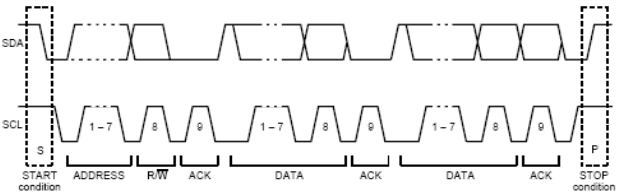 SDA
SCL
1 – 7 8 9 1 – 7 8 9 1 – 7 8 9
S P
START condition ADDRESS R/W̅ ACK DATA ACK DATA ACK STOP condition